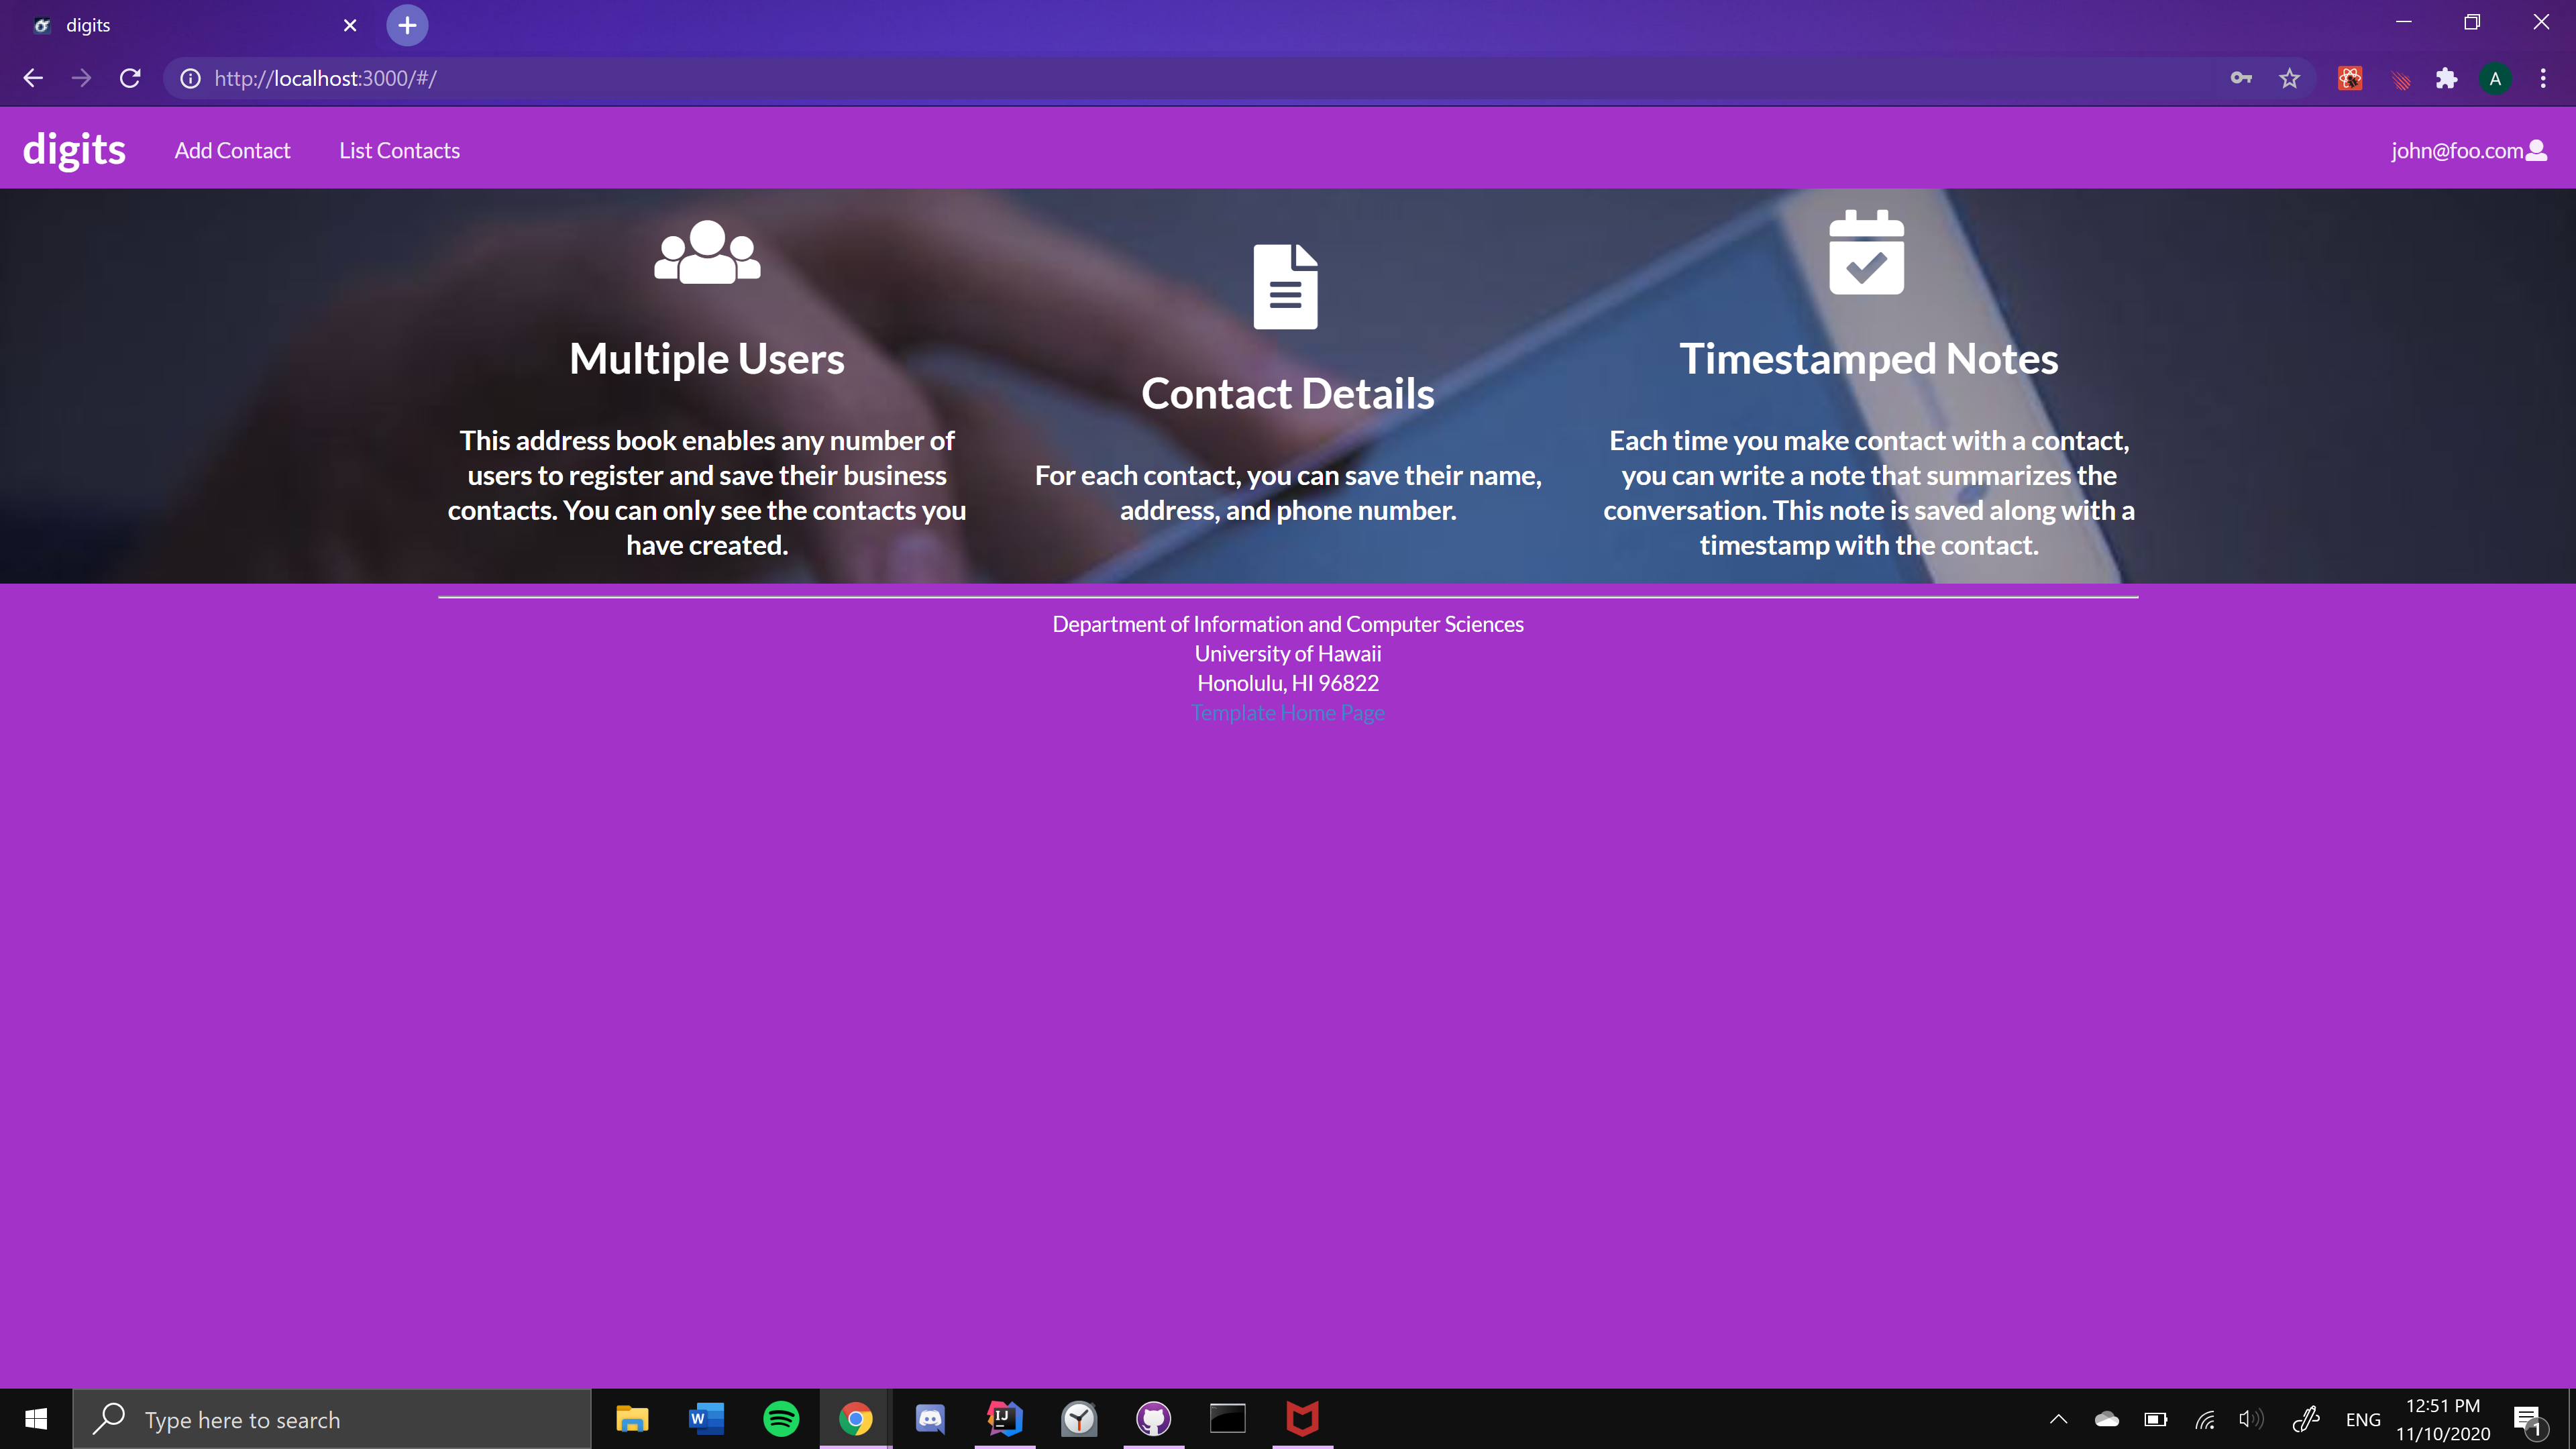 digits
http://localhost:3000/#/
A
digits
Add Contact
List Contacts
john@foo.com
Multiple Users
This address book enables any number of
users to register and save their business
contacts. You can only see the contacts you
have created.
Contact Details
For each contact, you can save their name,
address, and phone number.
Timestamped Notes
Each time you make contact with a contact,
you can write a note that summarizes the
conversation. This note is saved along with a
timestamp with the contact.
Department of Information and Computer Sciences
University of Hawaii
Honolulu, HI 96822
Template Home Page
Type here to search
W
IJ
ENG
12:51 PM
11/10/2020
1